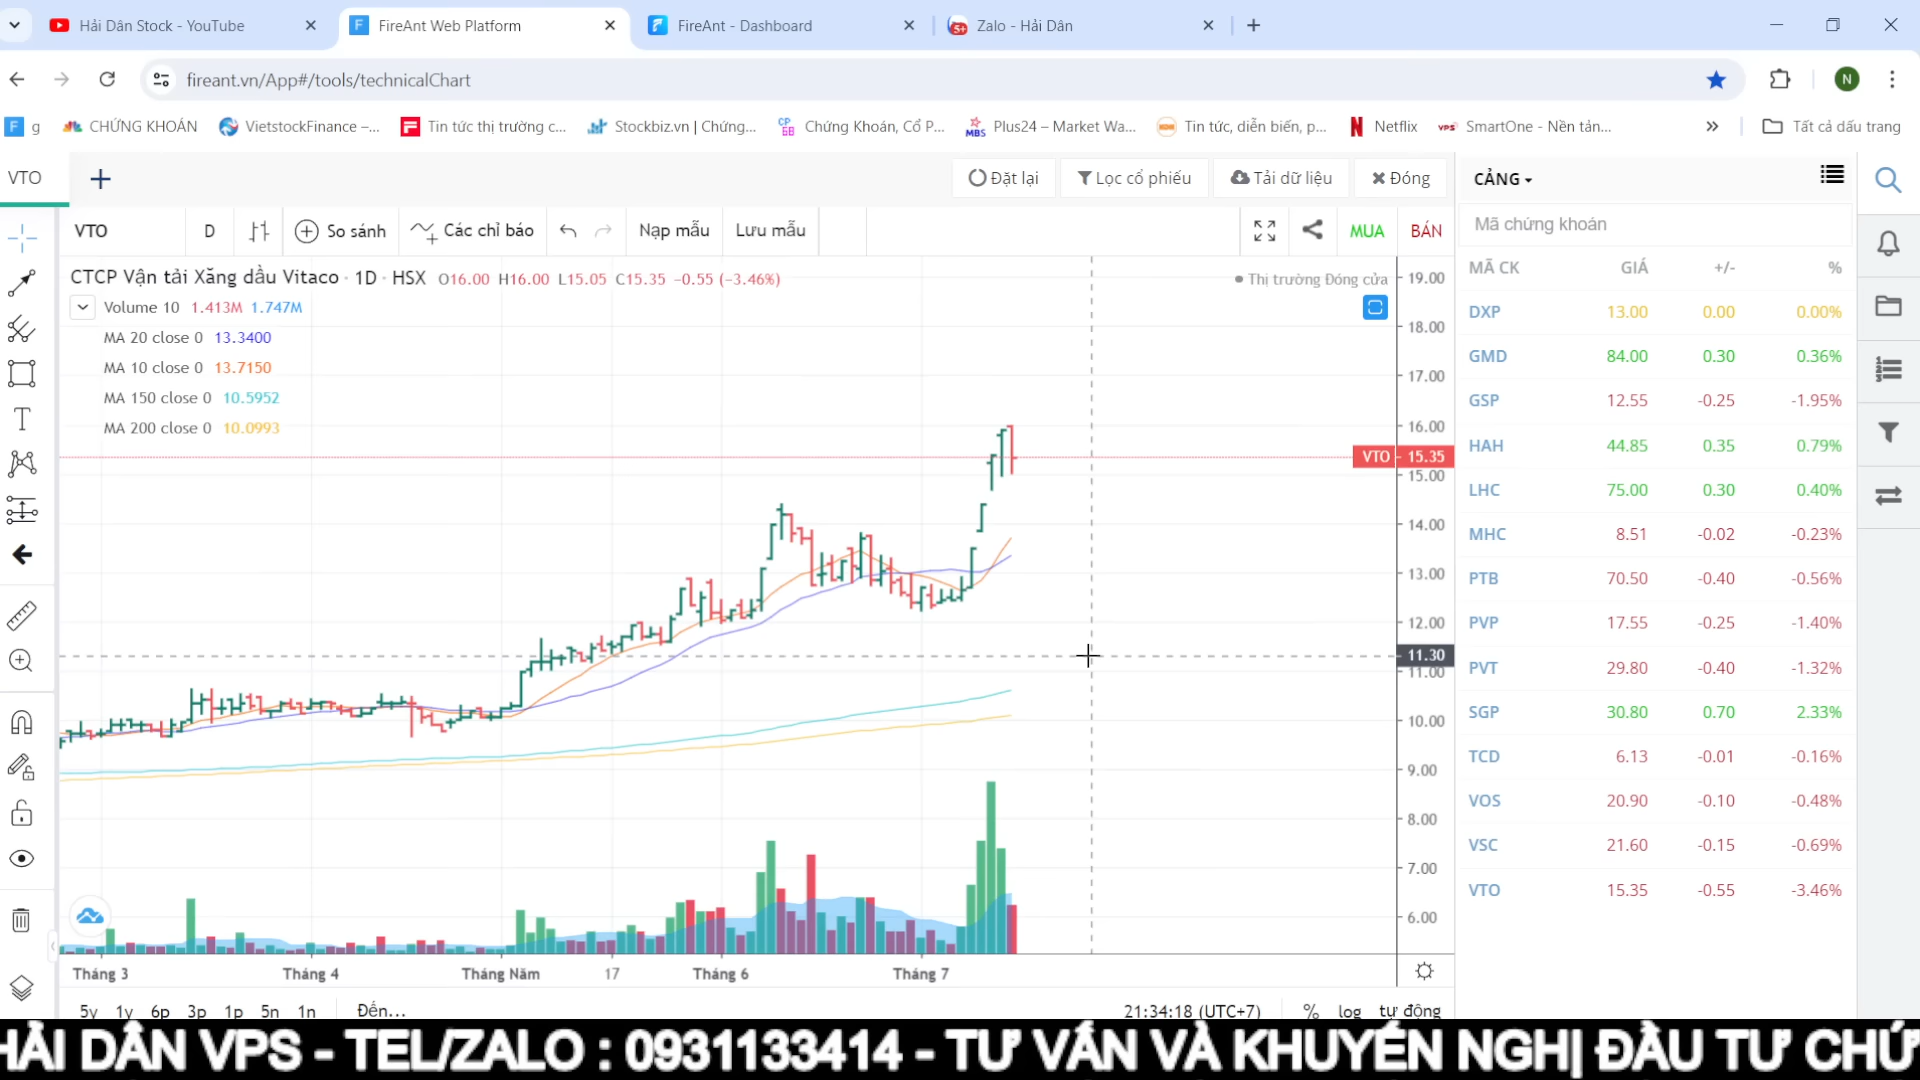 Hải Dân Stock - YouTube
FireAnt Web Platform
FireAnt - Dashboard
Zalo - Hải Dân
fireant.vn/App#/tools/technicalChart
N
g
CHỨNG KHOÁN
VietstockFinance –...
Tin tức thị trường c...
Stockbiz.vn | Chứng...
Chứng Khoán, Cổ P...
Plus24 – Market Wa...
Tin tức, diễn biến, p...
Netflix
SmartOne - Nền tản...
Tất cả dấu trang
VTO
Đặt lại
Lọc cổ phiếu
Tải dữ liệu
Đóng
CẢNG
VTO
D
So sánh
Các chỉ báo
Nạp mẫu
Lưu mẫu
MUA
BÁN
Mã chứng khoán
CTCP Vận tải Xăng dầu Vitaco · 1D · HSX O16.00 H16.00 L15.05 C15.35 -0.55 (-3.46%)
Thị trường Đóng cửa
Volume 10 1.413M 1.747M
MA 20 close 0 13.3400
MA 10 close 0 13.7150
MA 150 close 0 10.5952
MA 200 close 0 10.0993
19.00
18.00
17.00
16.00
VTO 15.35
15.00
14.00
13.00
12.00
11.30
11.00
10.00
9.00
8.00
7.00
6.00
MÃ CK GIÁ +/- %
DXP 13.00 0.00 0.00%
GMD 84.00 0.30 0.36%
GSP 12.55 -0.25 -1.95%
HAH 44.85 0.35 0.79%
LHC 75.00 0.30 0.40%
MHC 8.51 -0.02 -0.23%
PTB 70.50 -0.40 -0.56%
PVP 17.55 -0.25 -1.40%
PVT 29.80 -0.40 -1.32%
SGP 30.80 0.70 2.33%
TCD 6.13 -0.01 -0.16%
VOS 20.90 -0.10 -0.48%
VSC 21.60 -0.15 -0.69%
VTO 15.35 -0.55 -3.46%
Tháng 3 Tháng 4 Tháng Năm 17 Tháng 6 Tháng 7
5y 1y 6p 3p 1p 5n 1n Đến...
21:34:18 (UTC+7) % log tự động
HẢI DÂN VPS - TEL/ZALO : 0931133414 - TƯ VẤN VÀ KHUYẾN NGHỊ ĐẦU TƯ CHỨ